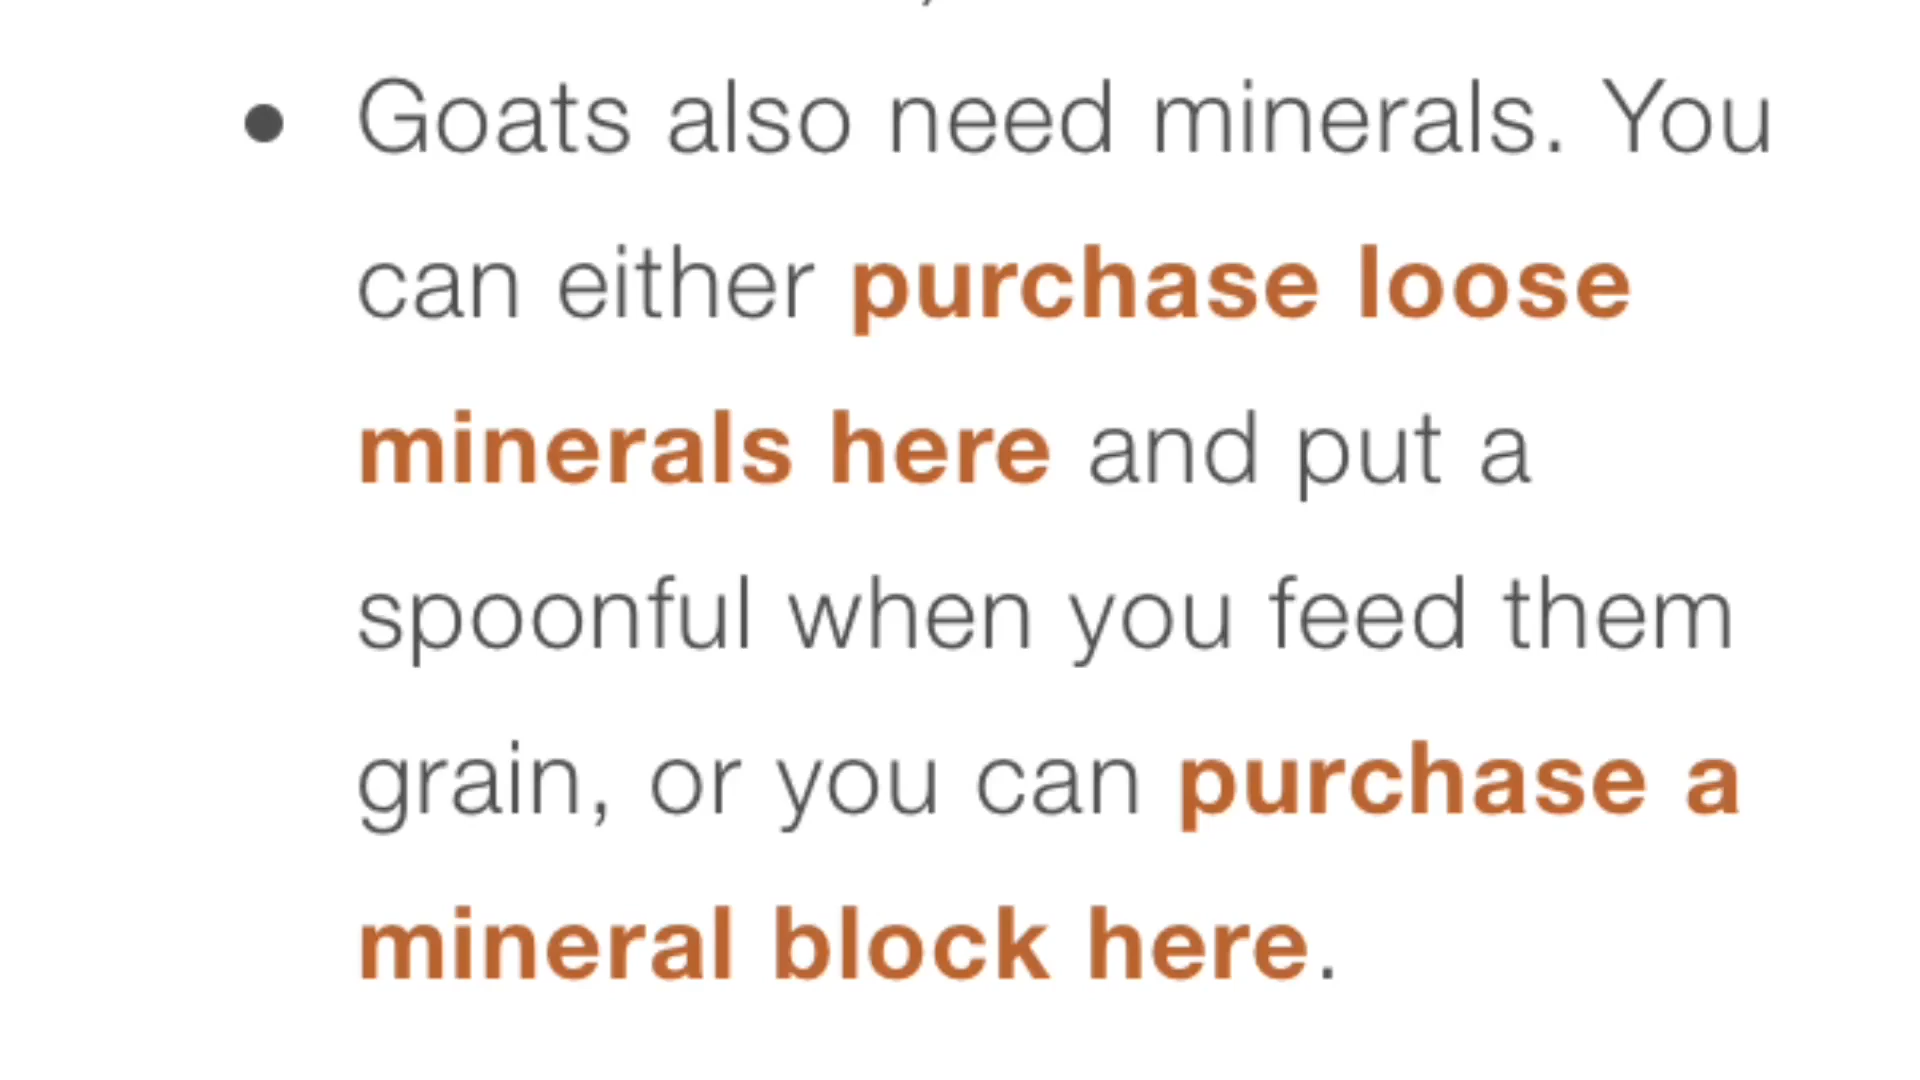 • Goats also need minerals. You
can either purchase loose
minerals here and put a
spoonful when you feed them
grain, or you can purchase a
mineral block here.